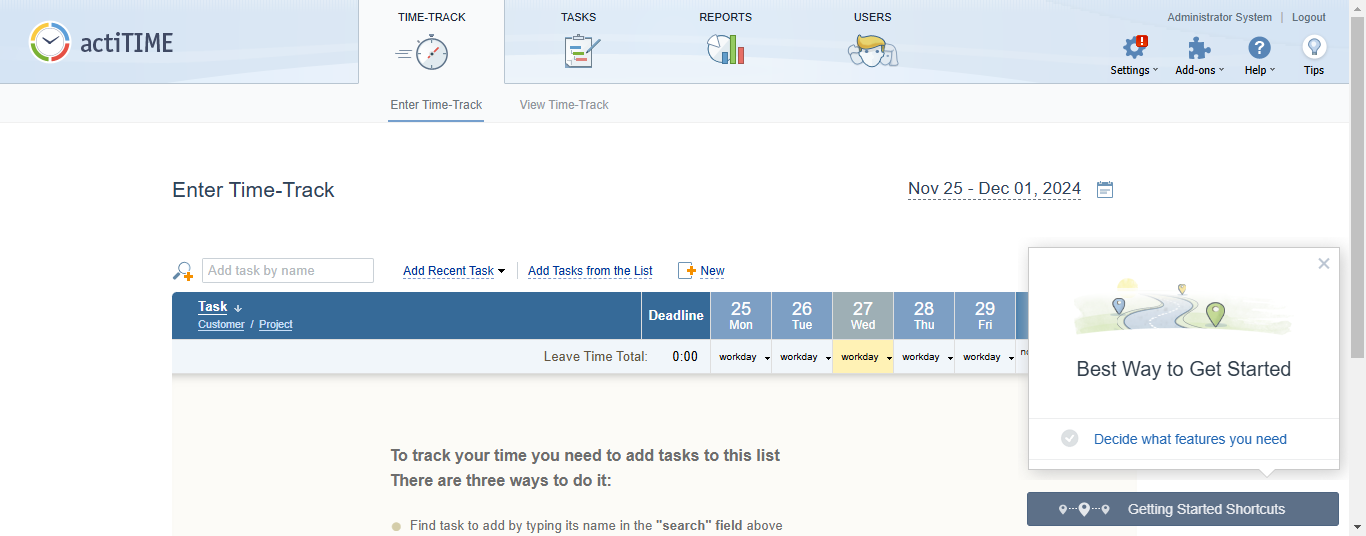 actiTIME
TIME-TRACK
TASKS
REPORTS
USERS
Administrator System | Logout
Settings
Add-ons
Help
Tips
Enter Time-Track
View Time-Track
Enter Time-Track
Nov 25 - Dec 01, 2024
Add task by name
Add Recent Task
Add Tasks from the List
New
Task
Customer / Project
Deadline
25
Mon
26
Tue
27
Wed
28
Thu
29
Fri
Leave Time Total:
0:00
workday
workday
workday
workday
workday
To track your time you need to add tasks to this list
There are three ways to do it:
Find task to add by typing its name in the "search" field above
Best Way to Get Started
Decide what features you need
Getting Started Shortcuts